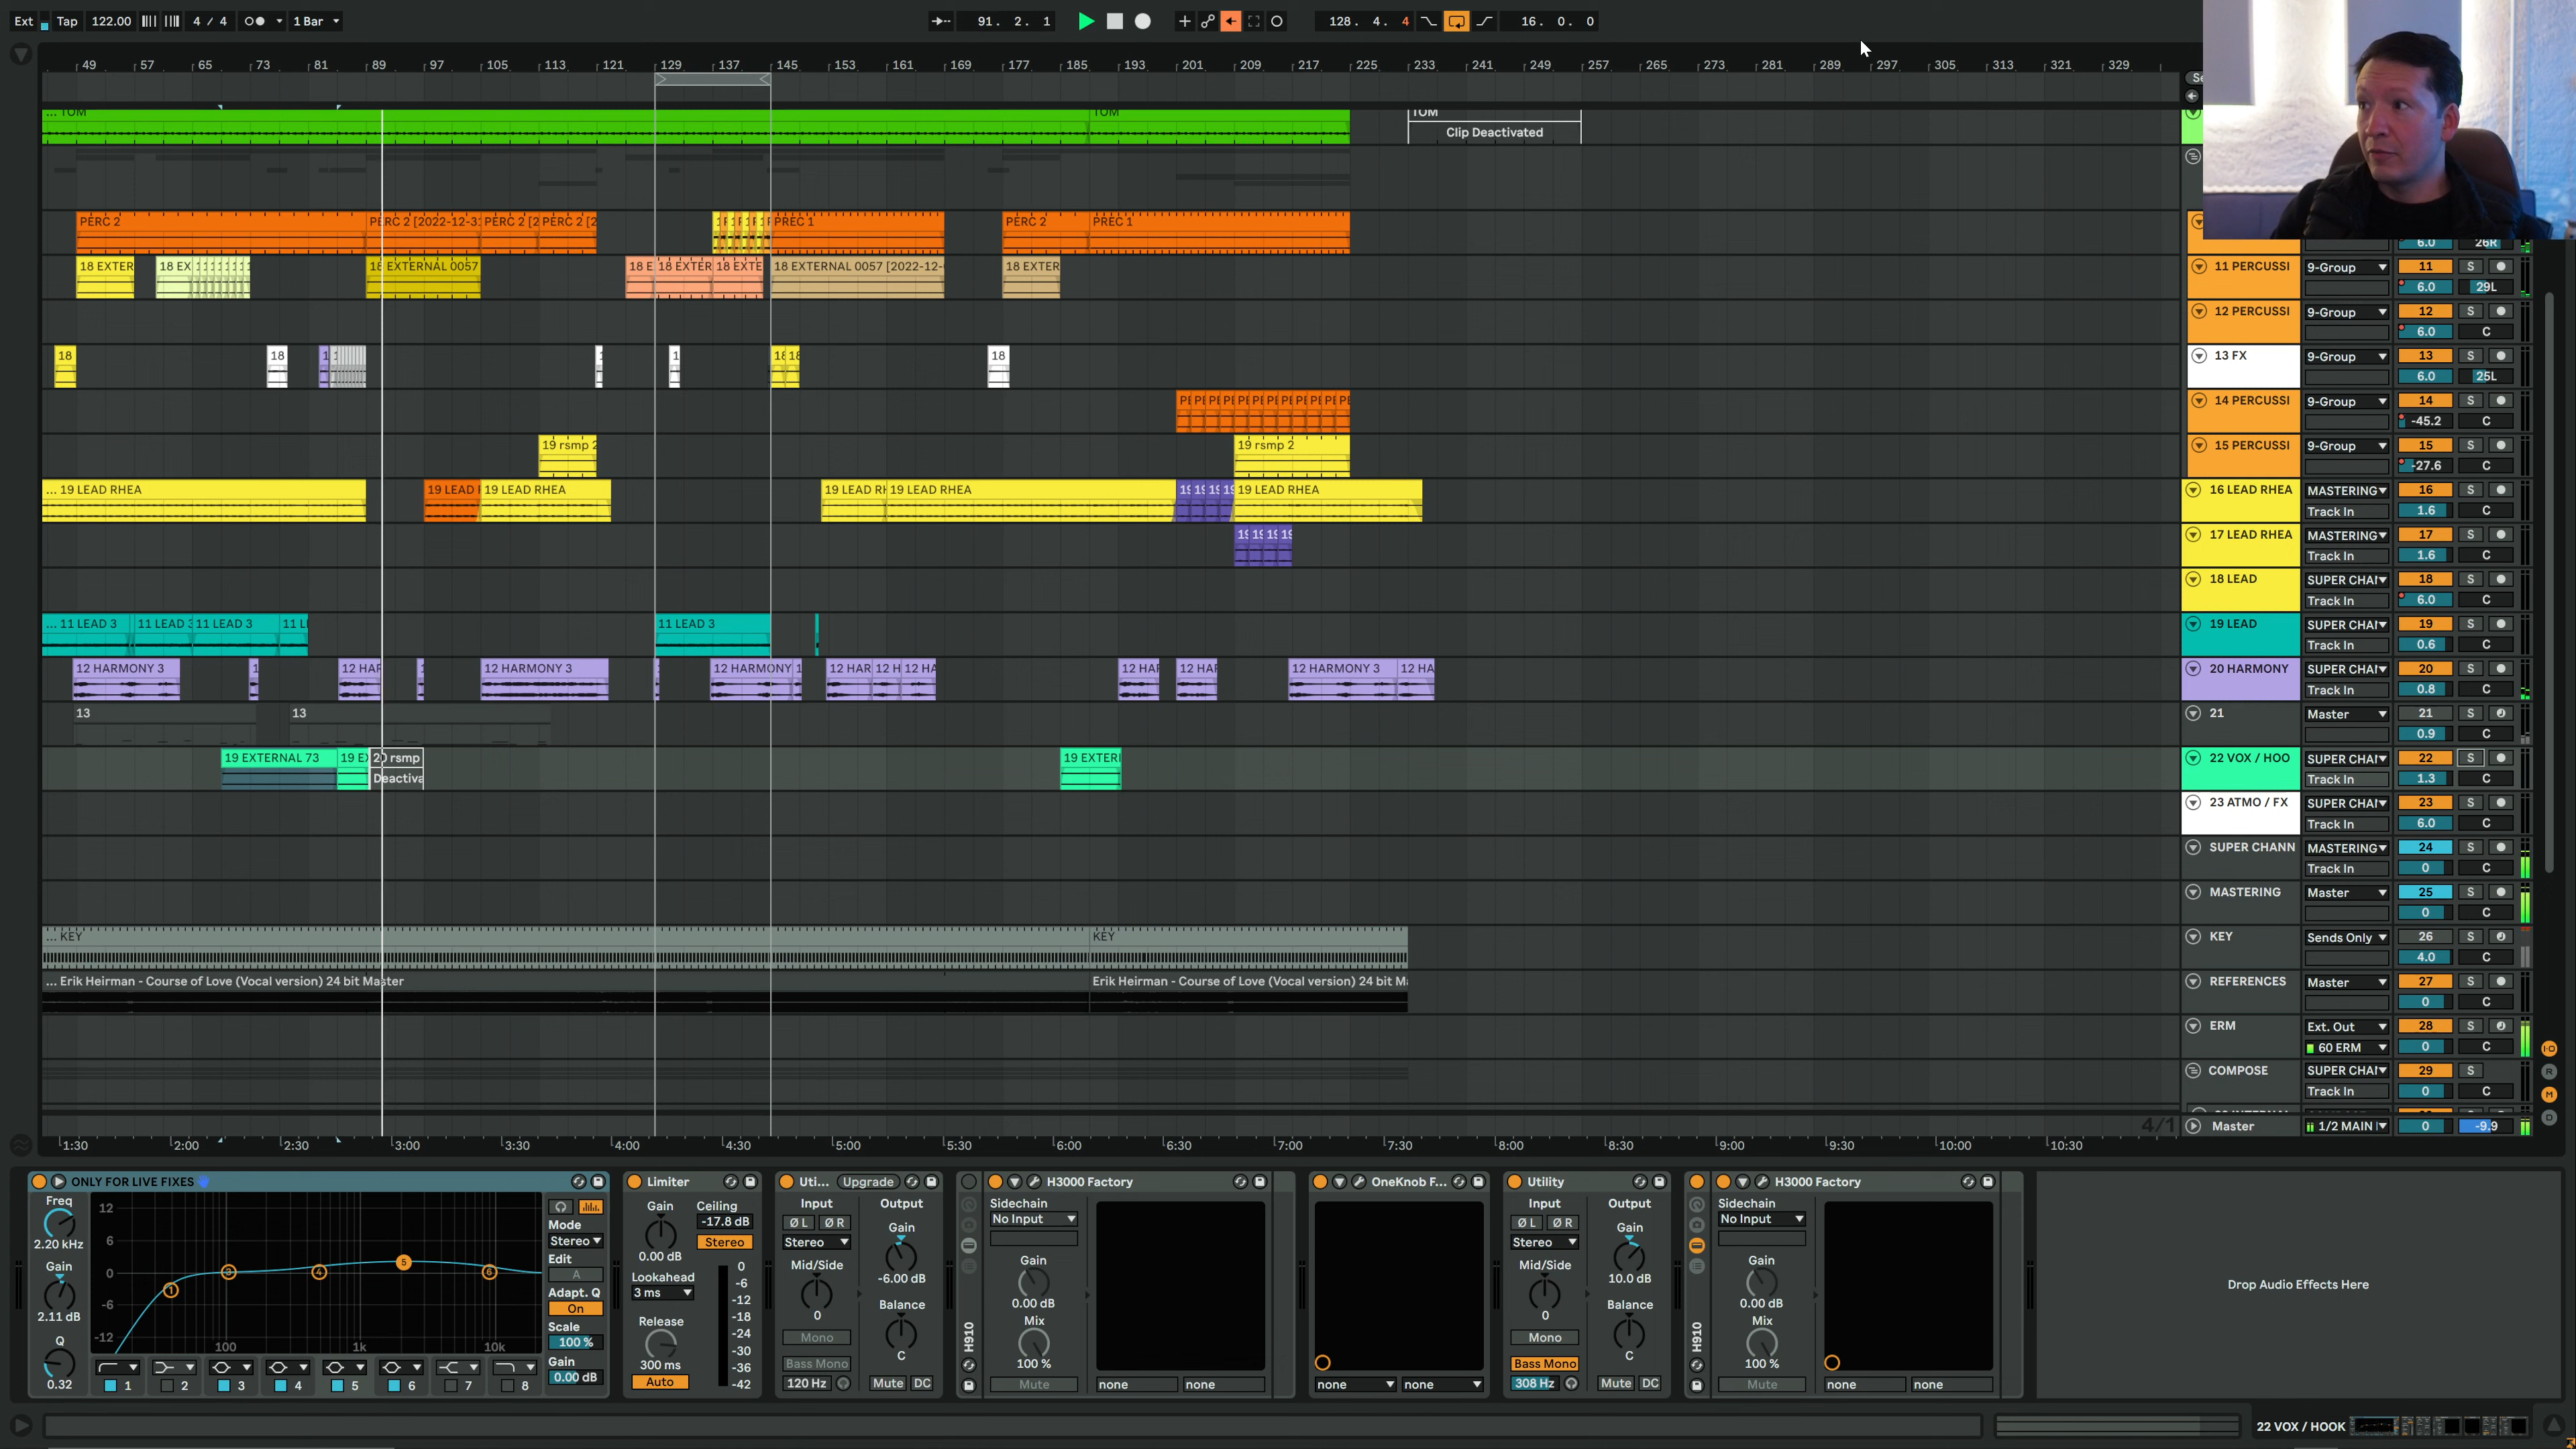 Ext Tap 122.00 4 / 4 1 Bar 91. 2. 1 128. 4. 4 16. 0. 0
49 57 65 73 81 89 97 105 113 121 129 137 145 153 161 169 177 185 193 201 209 217 225 233 241 249 257 265 273 281 289 297 305 313 321 329
... TOM TOM TOM
Clip Deactivated
PERC 2 PERC 2 [2022-12-31 PERC 2 [2 PERC 2 [2 PREC 1 PERC 2 PREC 1
6.0 26R
18 EXTER 18 EX 18 EXTERNAL 0057 18 E 18 EXTER 18 EXTE 18 EXTERNAL 0057 [2022-12- 18 EXTER
11 PERCUSSI 9-Group 11 S
6.0 29L
12 PERCUSSI 9-Group 12 S
6.0 C
18 18 1 1 1 1 18 18 18
13 FX 9-Group 13 S
6.0 25L
14 PERCUSSI 9-Group 14 S
-45.2 C
19 rsmp 2 19 rsmp 2
15 PERCUSSI 9-Group 15 S
-27.6 C
... 19 LEAD RHEA 19 LEAD 19 LEAD RHEA 19 LEAD RH 19 LEAD RHEA 19 19 19 19 19 LEAD RHEA
16 LEAD RHEA MASTERING 16 S
Track In 1.6 C
19 19 19 19
17 LEAD RHEA MASTERING 17 S
Track In 1.6 C
18 LEAD SUPER CHAI 18 S
Track In 6.0 C
... 11 LEAD 3 11 LEAD 3 11 LEAD 3 11 LI 11 LEAD 3
19 LEAD SUPER CHAI 19 S
Track In 0.6 C
12 HARMONY 3 1 12 HAR 1 12 HARMONY 3 12 HARMONY 1 12 HAR 12 H 12 HA 12 HAR 12 HAR 12 HARMONY 3 12 HA
20 HARMONY SUPER CHAI 20 S
Track In 0.8 C
13 13
21 Master 21 S
0.9 C
19 EXTERNAL 73 19 EX 20 rsmp 19 EXTERI
Deactiva
22 VOX / HOO SUPER CHAI 22 S
Track In 1.3 C
23 ATMO / FX SUPER CHAI 23 S
Track In 6.0 C
SUPER CHANN MASTERING 24 S
Track In 0 C
MASTERING Master 25 S
0 C
... KEY KEY
KEY Sends Only 26 S
4.0 C
... Erik Heirman - Course of Love (Vocal version) 24 bit Master Erik Heirman - Course of Love (Vocal version) 24 bit Ma
REFERENCES Master 27 S
0 C
ERM Ext. Out 28 S
60 ERM 0 C
COMPOSE SUPER CHAI 29 S
Track In 0 C
4/1 Master 1/2 MAIN 0 -9.9
1:30 2:00 2:30 3:00 3:30 4:00 4:30 5:00 5:30 6:00 6:30 7:00 7:30 8:00 8:30 9:00 9:30 10:00 10:30
ONLY FOR LIVE FIXES
Freq
2.20 kHz
Gain
2.11 dB
Q
0.32
12
6
0
-6
-12
100 1k 10k
1 3 4 5 6
1 2 3 4 5 6 7 8
Mode
Stereo
Edit
A
Adapt. Q
On
Scale
100 %
Gain
0.00 dB
Limiter
Gain
0.00 dB
Lookahead
3 ms
Release
300 ms
Auto
Ceiling
-17.8 dB
Stereo
0
-6
-12
-18
-24
-30
-36
-42
Uti... Upgrade
Input Output
Ø L Ø R
Stereo
Gain
-6.00 dB
Mid/Side
0
Balance
C
Mono
Bass Mono
120 Hz
Mute DC
H910
H3000 Factory
Sidechain
No Input
Gain
0.00 dB
Mix
100 %
Mute
none none
OneKnob F...
none none
Utility
Input Output
Ø L Ø R
Stereo
Gain
10.0 dB
Mid/Side
0
Balance
C
Mono
Bass Mono
308 Hz
Mute DC
H910
H3000 Factory
Sidechain
No Input
Gain
0.00 dB
Mix
100 %
Mute
none none
Drop Audio Effects Here
22 VOX / HOOK